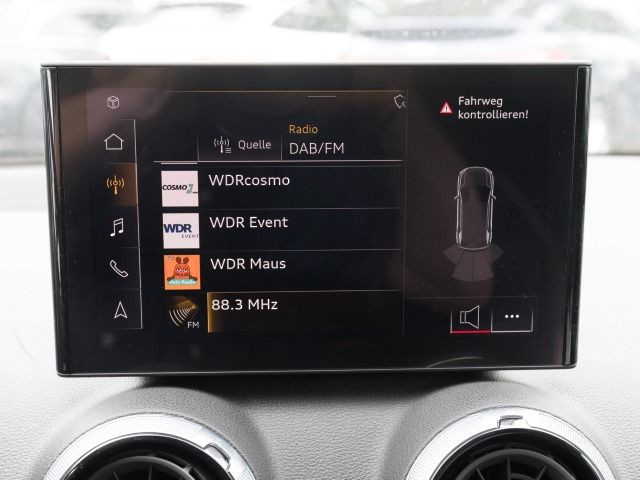 Fahrweg
kontrollieren!
Radio
Quelle
DAB/FM
COSMO
WDRcosmo
WDR
EVENT
WDR Event
WDR Maus
88.3 MHz
FM